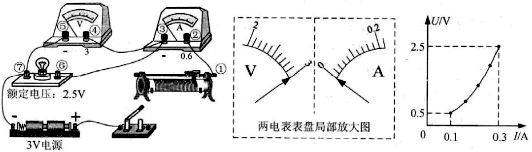 ⑤ V ④
- 3
③ A ②
- 0.6
⑦ ⑥ ①
额定电压：2.5V
- +
3V电源
2 3
V
0 0.2
A
两电表表盘局部放大图
U/V
2.5
0.5
0 0.1 0.3 I/A